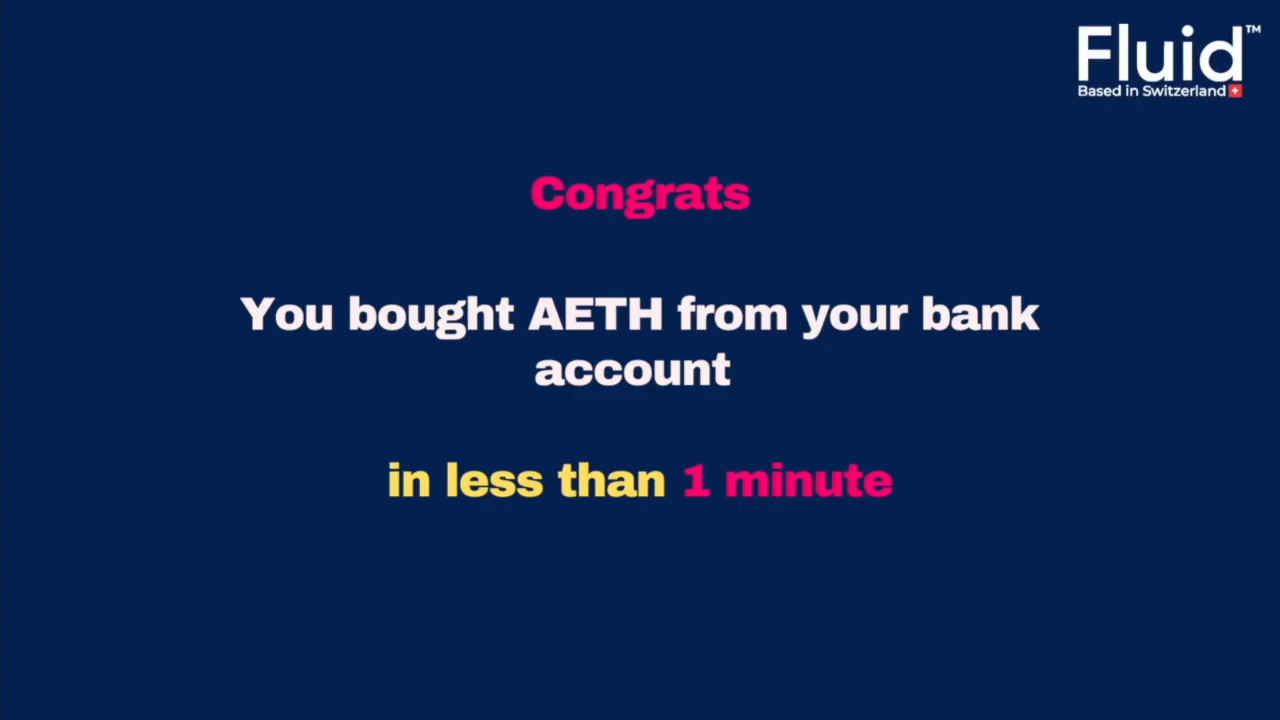 Fluid™
Based in Switzerland
Congrats
You bought AETH from your bank
account
in less than 1 minute